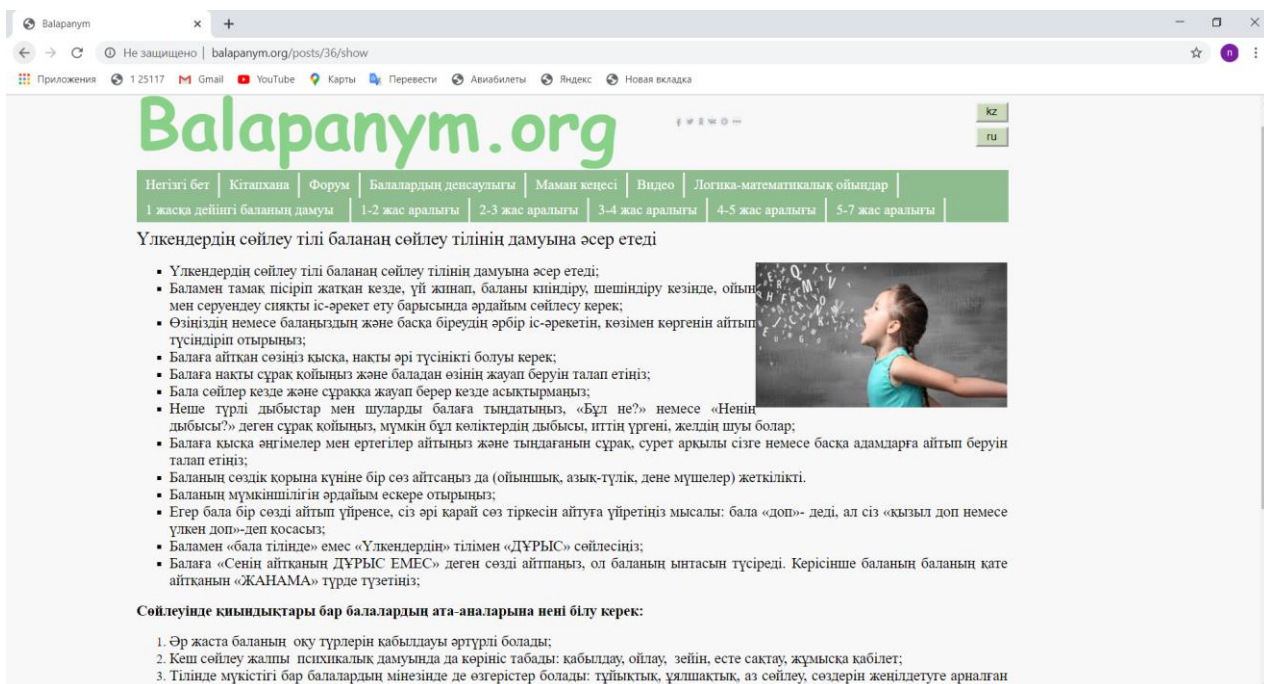 Balapanym
Не защищено | balapanym.org/posts/36/show
Приложения 1 25117 Gmail YouTube Карты Перевести Авиабилеты Яндекс Новая вкладка
Balapanym.org
kz
ru
Негізгі бет Кітапхана Форум Балалардың денсаулығы Маман кеңесі Видео Логика-математикалық ойындар
1 жасқа дейінгі баланың дамуы 1-2 жас аралығы 2-3 жас аралығы 3-4 жас аралығы 4-5 жас аралығы 5-7 жас аралығы
Үлкендердің сөйлеу тілі баланаң сөйлеу тілінің дамуына әсер етеді
▪ Үлкендердің сөйлеу тілі баланаң сөйлеу тілінің дамуына әсер етеді;
▪ Баламен тамақ пісіріп жатқан кезде, үй жинап, баланы киіндіру, шешіндіру кезінде, ойын
мен серуендеу сияқты іс-әрекет ету барысында әрдайым сөйлесу керек;
▪ Өзіңіздің немесе балаңыздың және басқа біреудің әрбір іс-әрекетін, көзімен көргенін айтып
түсіндіріп отырыңыз;
▪ Балаға айтқан сөзіңіз қысқа, нақты әрі түсінікті болуы керек;
▪ Балаға нақты сұрақ қойыңыз және баладан өзінің жауап беруін талап етіңіз;
▪ Бала сөйлер кезде және сұраққа жауап берер кезде асықтырмаңыз;
▪ Неше түрлі дыбыстар мен шуларды балаға тыңдатыңыз, «Бұл не?» немесе «Ненің
дыбысы?» деген сұрақ қойыңыз, мүмкін бұл көліктердің дыбысы, иттің үргені, желдің шуы болар;
▪ Балаға қысқа әңгімелер мен ертегілер айтыңыз және тыңдағанын сұрақ, сурет арқылы сізге немесе басқа адамдарға айтып беруін
талап етіңіз;
▪ Баланың сөздік қорына күніне бір сөз айтсаңыз да (ойыншық, азық-түлік, дене мүшелер) жеткілікті.
▪ Баланың мүмкіншілігін әрдайым ескере отырыңыз;
▪ Егер бала бір сөзді айтып үйренсе, сіз әрі қарай сөз тіркесін айтуға үйретіңіз мысалы: бала «доп»- деді, ал сіз «қызыл доп немесе
үлкен доп»-деп қосасыз;
▪ Баламен «бала тілінде» емес «Үлкендердің» тілімен «ДҰРЫС» сөйлесіңіз;
▪ Балаға «Сенің айтқаның ДҰРЫС ЕМЕС» деген сөзді айтпаңыз, ол баланың ынтасын түсіреді. Керісінше баланың баланың қате
айтқанын «ЖАНАМА» түрде түзетіңіз;
Сөйлеуінде қиындықтары бар балалардың ата-аналарына нені білу керек:
1. Әр жаста баланың оқу түрлерін қабылдауы әртүрлі болады;
2. Кеш сөйлеу жалпы психикалық дамуында да көрініс табады: қабылдау, ойлау, зейін, есте сақтау, жұмысқа қабілет;
3. Тілінде мүкістігі бар балалардың мінезінде де өзгерістер болады: тұйықтық, ұялшақтық, аз сөйлеу, сөздерін жеңілдетуге арналған